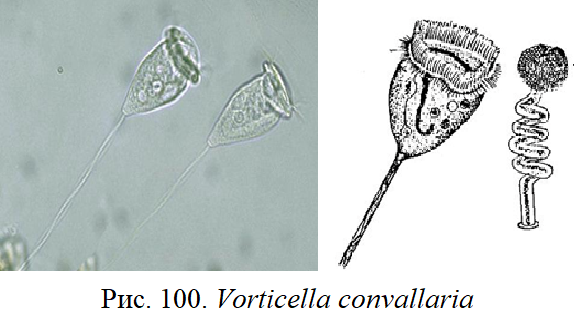 Рис. 100. Vorticella convallaria